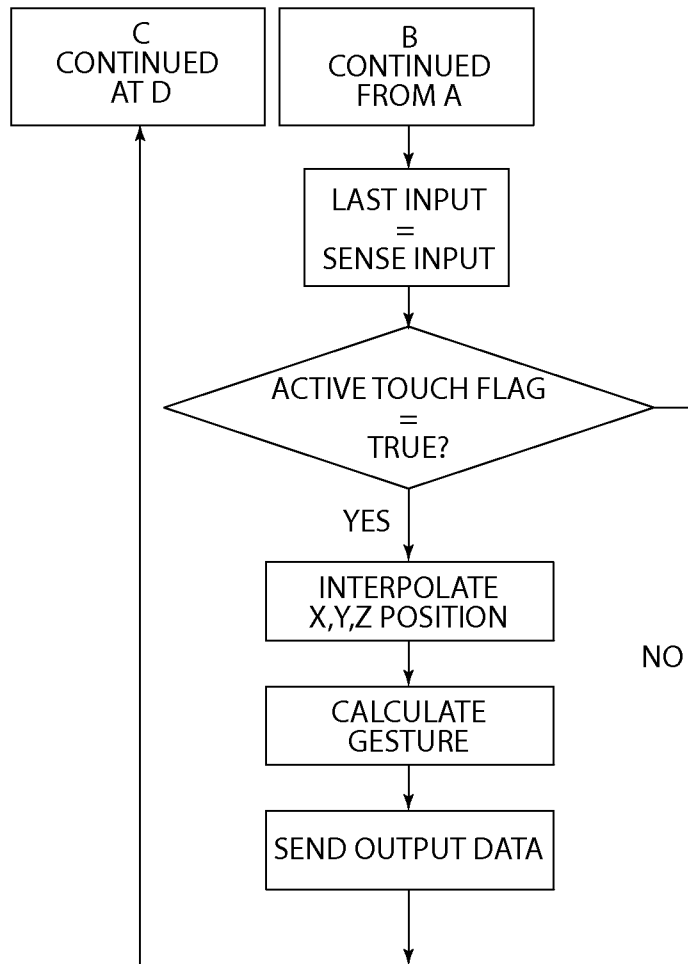 C
CONTINUED
AT D
B
CONTINUED
FROM A
LAST INPUT
=
SENSE INPUT
ACTIVE TOUCH FLAG
=
TRUE?
YES
INTERPOLATE
X,Y,Z POSITION
NO
CALCULATE
GESTURE
SEND OUTPUT DATA